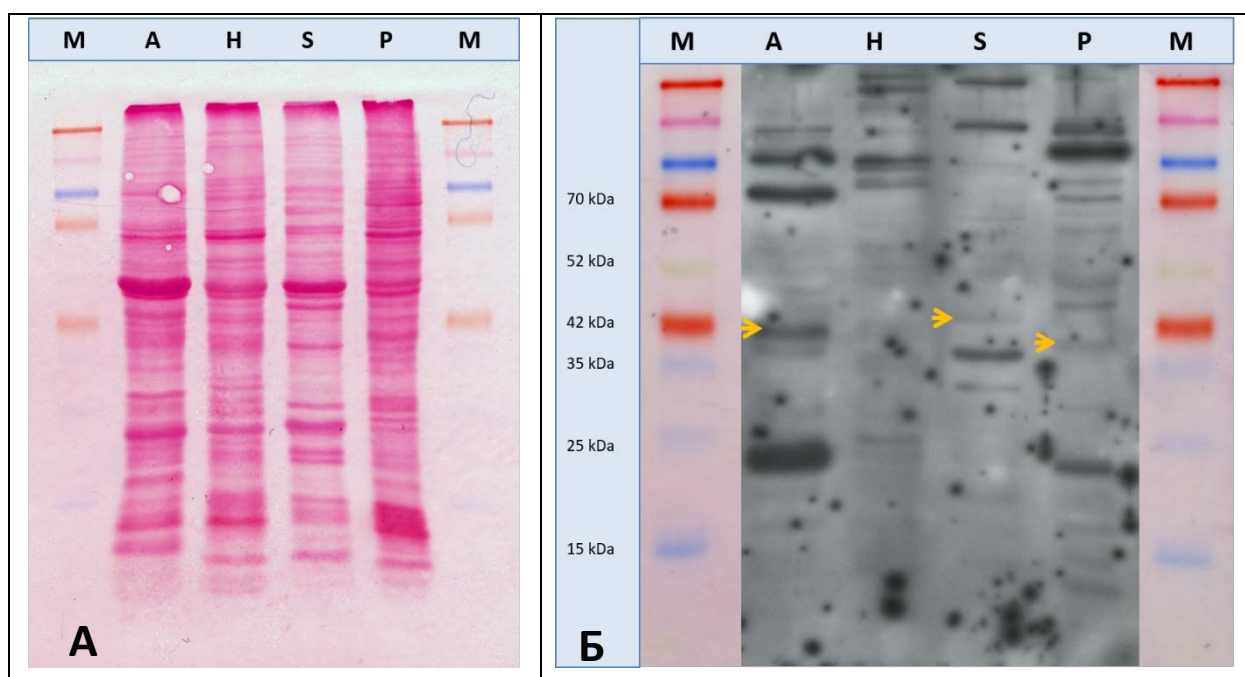 M A H S P M
А
M A H S P M
70 kDa
52 kDa
42 kDa
35 kDa
25 kDa
15 kDa
Б